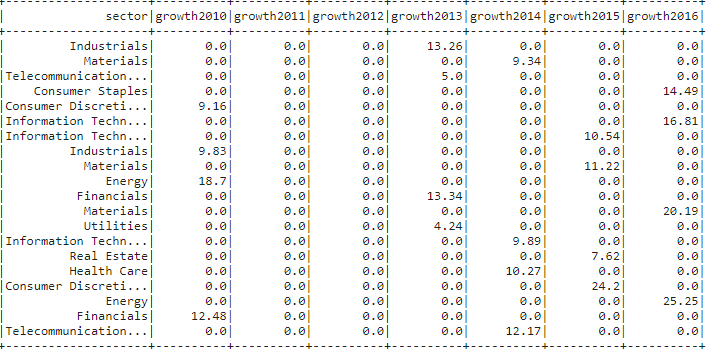 +--------------------+----------+----------+----------+----------+----------+----------+----------+
|              sector|growth2010|growth2011|growth2012|growth2013|growth2014|growth2015|growth2016|
+--------------------+----------+----------+----------+----------+----------+----------+----------+
|         Industrials|       0.0|       0.0|       0.0|     13.26|       0.0|       0.0|       0.0|
|           Materials|       0.0|       0.0|       0.0|       0.0|      9.34|       0.0|       0.0|
|Telecommunication...|       0.0|       0.0|       0.0|       5.0|       0.0|       0.0|       0.0|
|    Consumer Staples|       0.0|       0.0|       0.0|       0.0|       0.0|       0.0|     14.49|
|Consumer Discreti...|      9.16|       0.0|       0.0|       0.0|       0.0|       0.0|       0.0|
|Information Techn...|       0.0|       0.0|       0.0|       0.0|       0.0|       0.0|     16.81|
|Information Techn...|       0.0|       0.0|       0.0|       0.0|       0.0|     10.54|       0.0|
|         Industrials|      9.83|       0.0|       0.0|       0.0|       0.0|       0.0|       0.0|
|           Materials|       0.0|       0.0|       0.0|       0.0|       0.0|     11.22|       0.0|
|              Energy|      18.7|       0.0|       0.0|       0.0|       0.0|       0.0|       0.0|
|          Financials|       0.0|       0.0|       0.0|     13.34|       0.0|       0.0|       0.0|
|           Materials|       0.0|       0.0|       0.0|       0.0|       0.0|       0.0|     20.19|
|           Utilities|       0.0|       0.0|       0.0|      4.24|       0.0|       0.0|       0.0|
|Information Techn...|       0.0|       0.0|       0.0|       0.0|      9.89|       0.0|       0.0|
|         Real Estate|       0.0|       0.0|       0.0|       0.0|       0.0|      7.62|       0.0|
|         Health Care|       0.0|       0.0|       0.0|       0.0|     10.27|       0.0|       0.0|
|Consumer Discreti...|       0.0|       0.0|       0.0|       0.0|       0.0|      24.2|       0.0|
|              Energy|       0.0|       0.0|       0.0|       0.0|       0.0|       0.0|     25.25|
|          Financials|     12.48|       0.0|       0.0|       0.0|       0.0|       0.0|       0.0|
|Telecommunication...|       0.0|       0.0|       0.0|       0.0|     12.17|       0.0|       0.0|
+--------------------+----------+----------+----------+----------+----------+----------+----------+